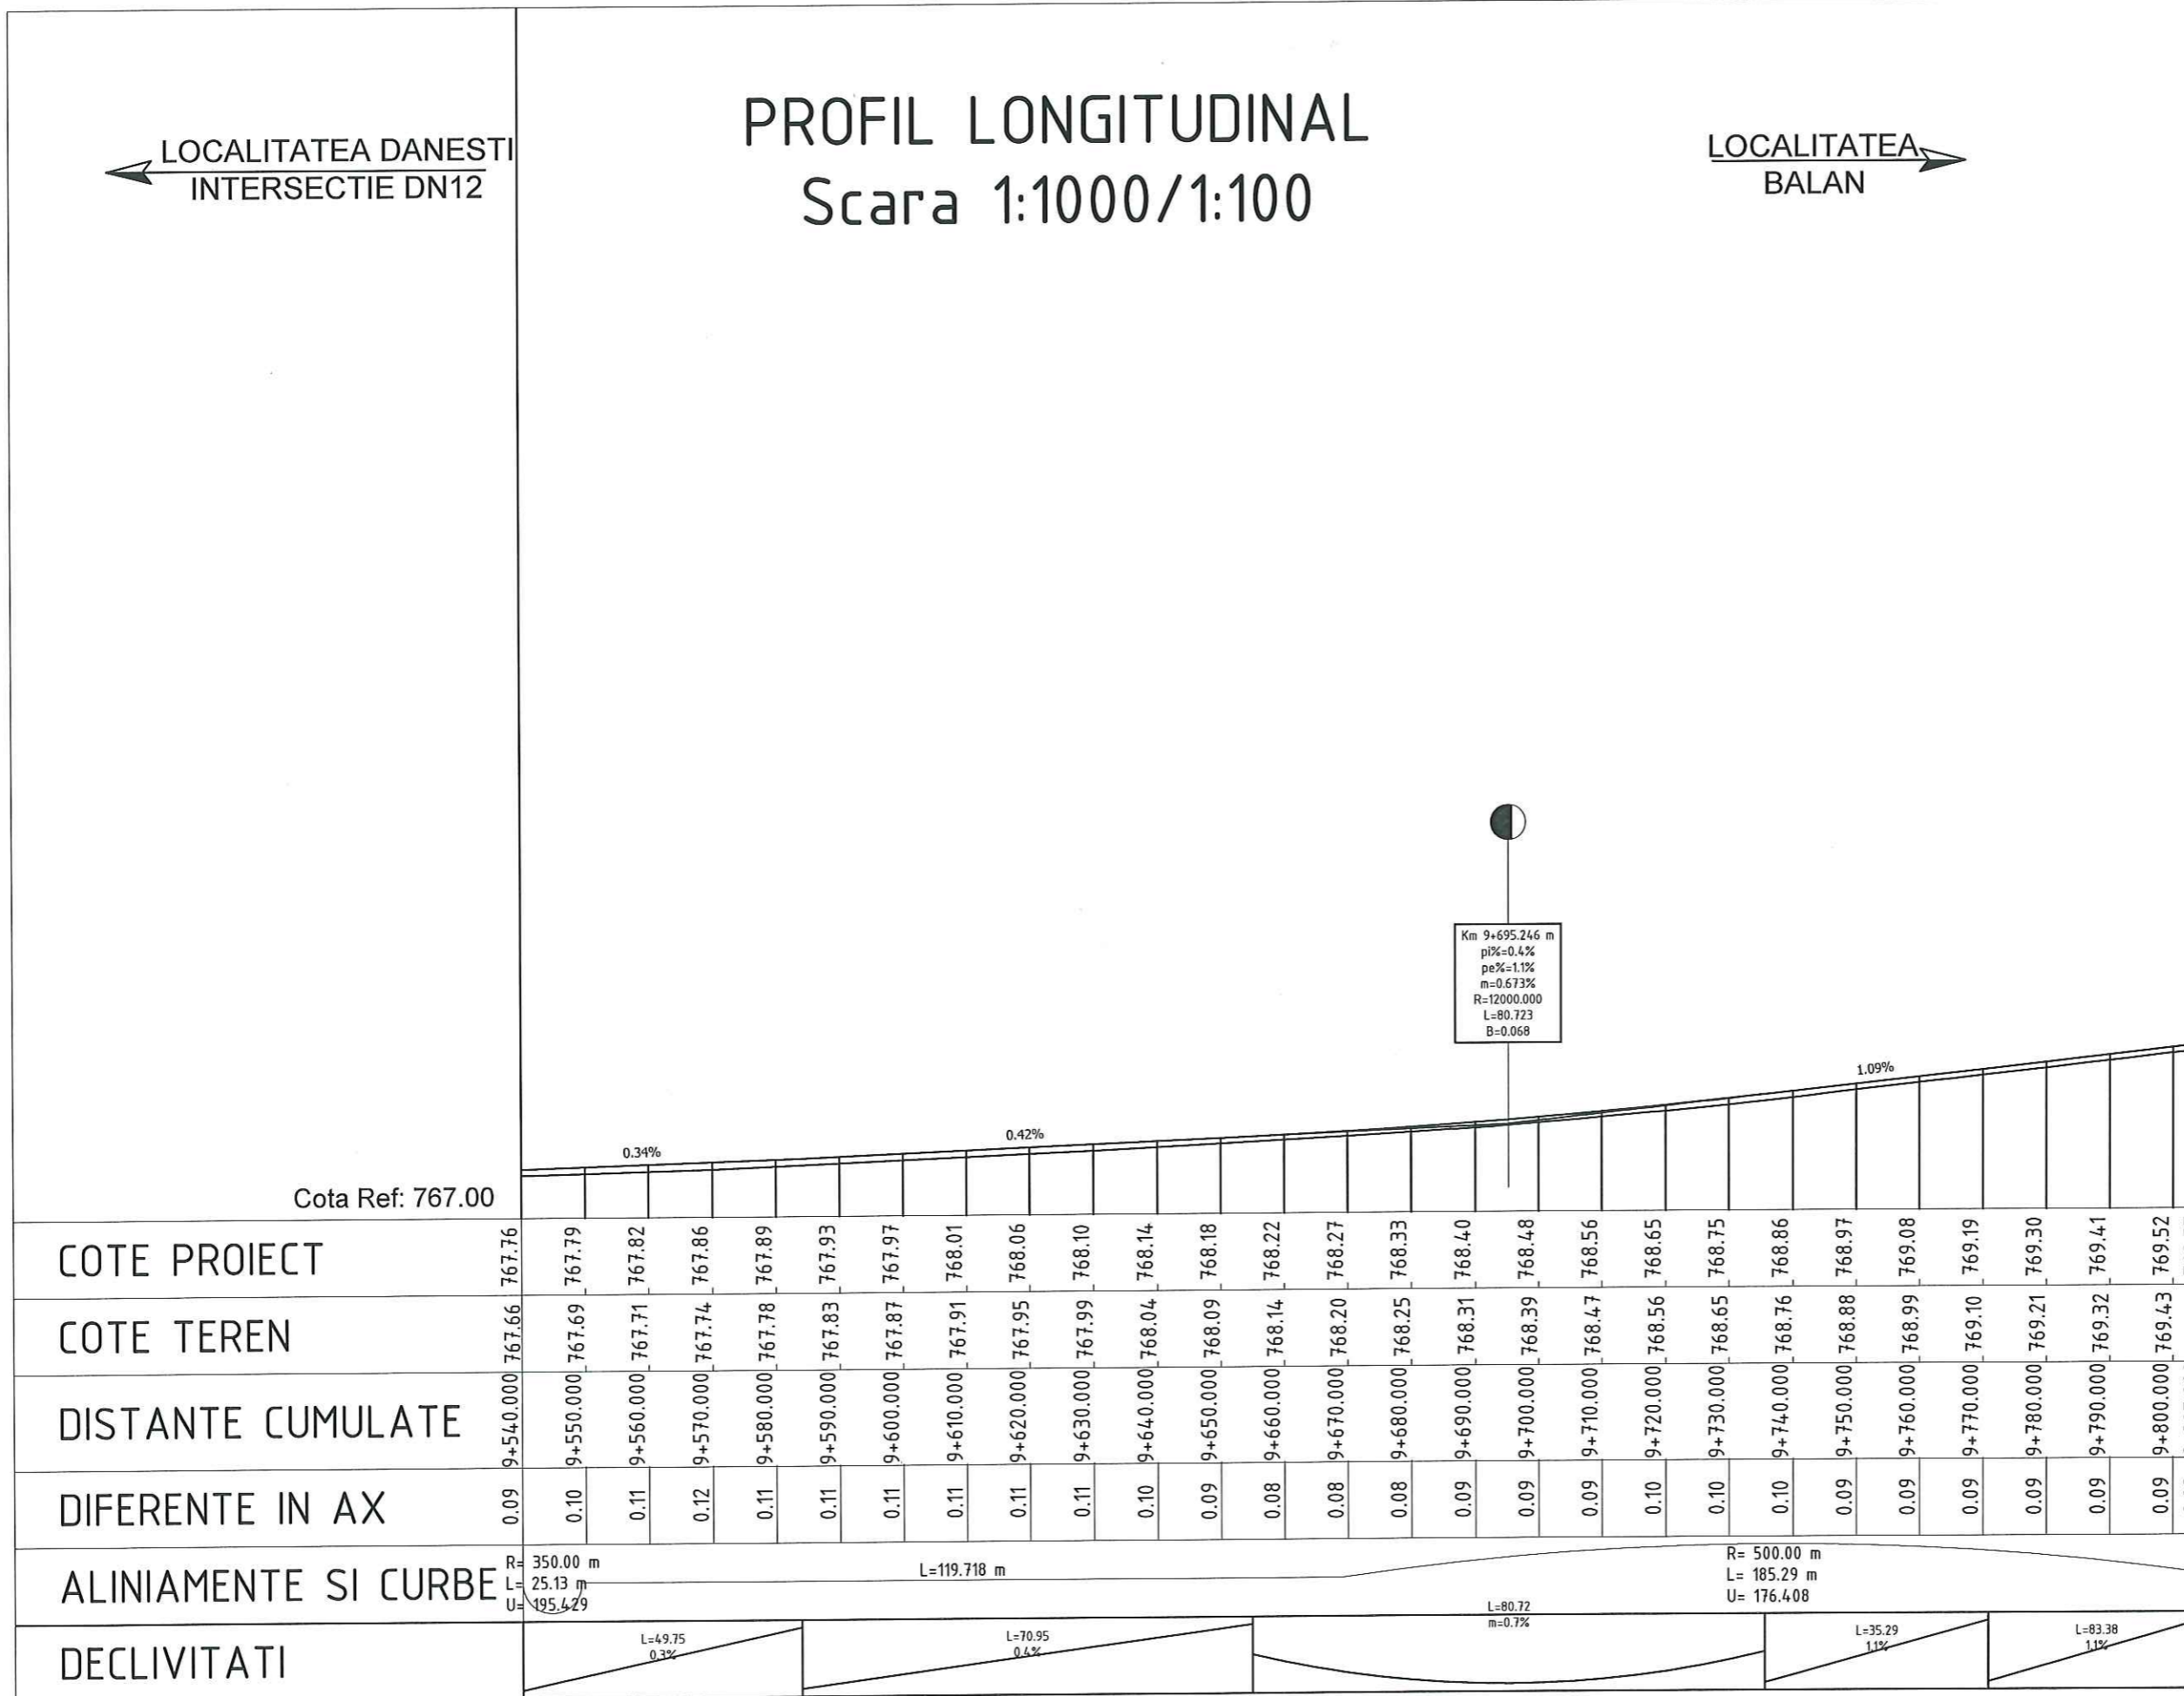 LOCALITATEA DANESTI
INTERSECTIE DN12
PROFIL LONGITUDINAL
Scara 1:1000/1:100
LOCALITATEA
BALAN
Km 9+695.246 m
pi%=0.4%
pe%=1.1%
m=0.673%
R=12000.000
L=80.723
B=0.068
0.34%
0.42%
1.09%
Cota Ref: 767.00
COTE PROIECT 767.76 767.79 767.82 767.86 767.89 767.93 767.97 768.01 768.06 768.10 768.14 768.18 768.22 768.27 768.33 768.40 768.48 768.56 768.65 768.75 768.86 768.97 769.08 769.19 769.30 769.41 769.52
COTE TEREN 767.66 767.69 767.71 767.74 767.78 767.83 767.87 767.91 767.95 767.99 768.04 768.09 768.14 768.20 768.25 768.31 768.39 768.47 768.56 768.65 768.76 768.88 768.99 769.10 769.21 769.32 769.43
DISTANTE CUMULATE 9+540.000 9+550.000 9+560.000 9+570.000 9+580.000 9+590.000 9+600.000 9+610.000 9+620.000 9+630.000 9+640.000 9+650.000 9+660.000 9+670.000 9+680.000 9+690.000 9+700.000 9+710.000 9+720.000 9+730.000 9+740.000 9+750.000 9+760.000 9+770.000 9+780.000 9+790.000 9+800.000
DIFERENTE IN AX 0.09 0.10 0.11 0.12 0.11 0.11 0.11 0.11 0.11 0.11 0.10 0.09 0.08 0.08 0.08 0.09 0.09 0.09 0.10 0.10 0.10 0.09 0.09 0.09 0.09 0.09 0.09
ALINIAMENTE SI CURBE
R= 350.00 m
L= 25.13 m
U= 195.429
L=119.718 m
R= 500.00 m
L= 185.29 m
U= 176.408
DECLIVITATI
L=49.75
0.3%
L=70.95
0.4%
L=80.72
m=0.7%
L=35.29
1.1%
L=83.38
1.1%